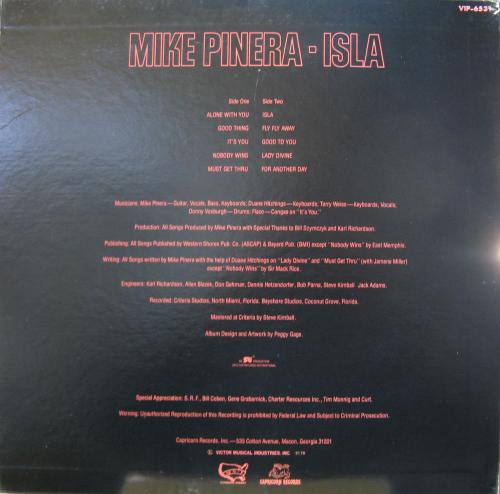 VIP-6539
MIKE PINERA • ISLA
Side One Side Two
ALONE WITH YOU ISLA
GOOD THING FLY FLY AWAY
IT'S YOU GOOD TO YOU
NOBODY WINS LADY DIVINE
MUST GET THRU FOR ANOTHER DAY
Musicians: Mike Pinera—Guitar, Vocals, Bass, Keyboards; Duane Hitchings—Keyboards; Terry Weiss—Keyboards, Vocals;
Donny Vosburgh—Drums; Flaco—Congas on "It's You."
Production: All Songs Produced by Mike Pinera with Special Thanks to Bill Szymczyk and Karl Richardson.
Publishing: All Songs Published by Western Shores Pub. Co. (ASCAP) & Bayard Pub. (BMI) except "Nobody Wins" by East Memphis.
Writing: All Songs written by Mike Pinera with the help of Duane Hitchings on "Lady Divine" and "Must Get Thru" (with Jamene Miller)
except "Nobody Wins" by Sir Mack Rice.
Engineers: Karl Richardson, Allen Blazek, Don Gehman, Dennis Hetzendorfer, Bob Parns, Steve Kimball Jack Adams.
Recorded: Criteria Studios, North Miami, Florida. Bayshore Studios, Coconut Grove, Florida.
Mastered at Criteria by Steve Kimball.
Album Design and Artwork by Peggy Gage.
PRODUCTION
Special Appreciation: S. R. F., Bill Cohen, Gene Grabarnick, Charter Resources Inc., Tim Monnig and Curt.
Warning: Unauthorized Reproduction of this Recording is prohibited by Federal Law and Subject to Criminal Prosecution.
Capricorn Records, Inc.—535 Cotton Avenue, Macon, Georgia 31201
VICTOR MUSICAL INDUSTRIES, INC.
CAPRICORN RECORDS